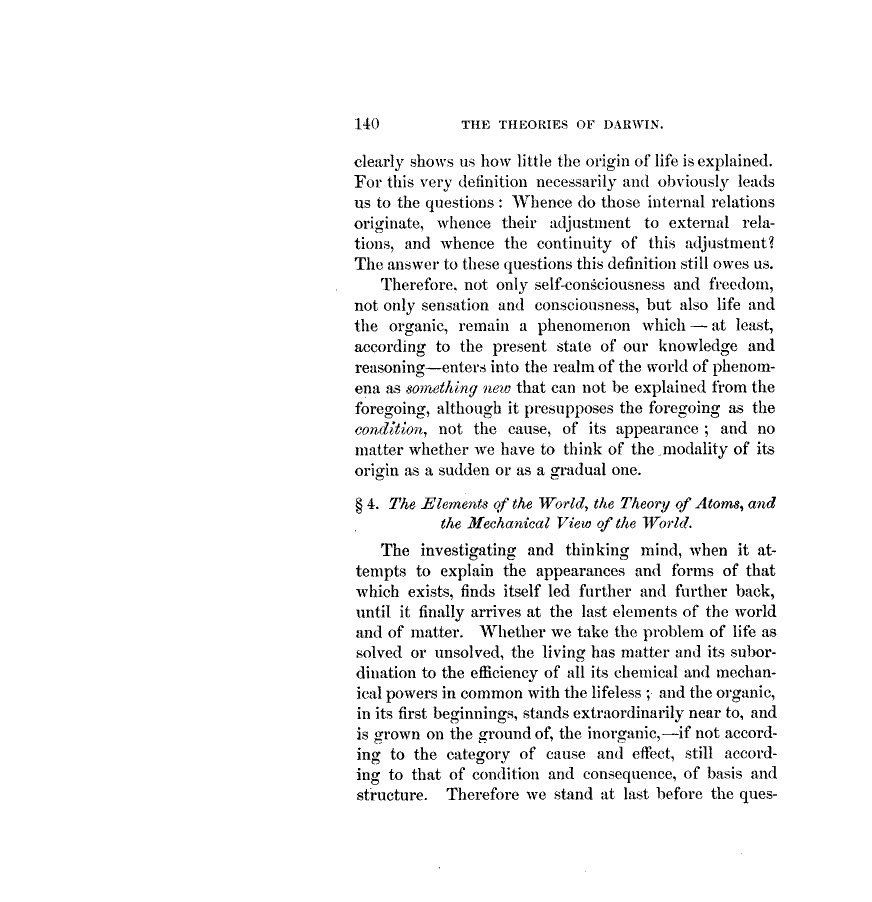 140 THE THEORIES OF DARWIN.
clearly shows us how little the origin of life is explained.
For this very definition necessarily and obviously leads
us to the questions : Whence do those internal relations
originate, whence their adjustment to external rela-
tions, and whence the continuity of this adjustment?
The answer to these questions this definition still owes us.
Therefore, not only self-consciousness and freedom,
not only sensation and consciousness, but also life and
the organic, remain a phenomenon which — at least,
according to the present state of our knowledge and
reasoning—enters into the realm of the world of phenom-
ena as something new that can not be explained from the
foregoing, although it presupposes the foregoing as the
condition, not the cause, of its appearance ; and no
matter whether we have to think of the modality of its
origin as a sudden or as a gradual one.
§ 4. The Elements of the World, the Theory of Atoms, and
the Mechanical View of the World.
The investigating and thinking mind, when it at-
tempts to explain the appearances and forms of that
which exists, finds itself led further and further back,
until it finally arrives at the last elements of the world
and of matter. Whether we take the problem of life as
solved or unsolved, the living has matter and its subor-
dination to the efficiency of all its chemical and mechan-
ical powers in common with the lifeless ; and the organic,
in its first beginnings, stands extraordinarily near to, and
is grown on the ground of, the inorganic,—if not accord-
ing to the category of cause and effect, still accord-
ing to that of condition and consequence, of basis and
structure. Therefore we stand at last before the ques-